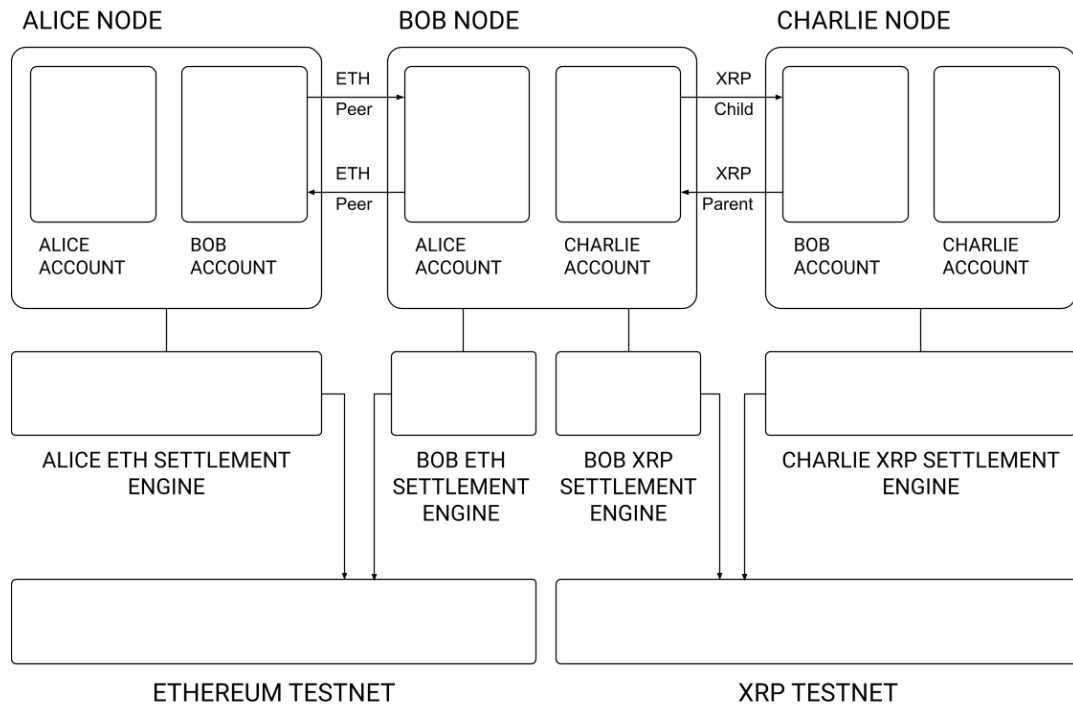 ALICE NODE
BOB NODE
CHARLIE NODE
ETH
Peer
ETH
Peer
XRP
Child
XRP
Parent
ALICE
ACCOUNT
BOB
ACCOUNT
ALICE
ACCOUNT
CHARLIE
ACCOUNT
BOB
ACCOUNT
CHARLIE
ACCOUNT
ALICE ETH SETTLEMENT
ENGINE
BOB ETH
SETTLEMENT
ENGINE
BOB XRP
SETTLEMENT
ENGINE
CHARLIE XRP SETTLEMENT
ENGINE
ETHEREUM TESTNET
XRP TESTNET